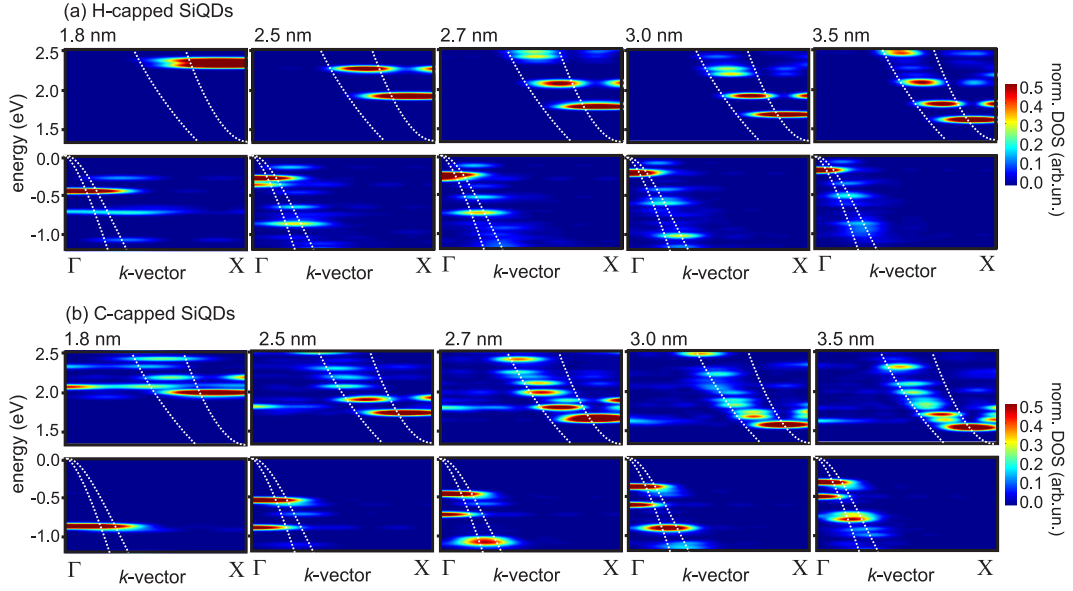 (a) H-capped SiQDs
1.8 nm 2.5 nm 2.7 nm 3.0 nm 3.5 nm
2.5
2.0
1.5
energy (eV)
0.0
-0.5
-1.0
0.5
0.4
0.3
0.2
0.1
0.0
norm. DOS (arb.un.)
Γ k-vector X Γ k-vector X Γ k-vector X Γ k-vector X Γ k-vector X
(b) C-capped SiQDs
1.8 nm 2.5 nm 2.7 nm 3.0 nm 3.5 nm
2.5
2.0
1.5
energy (eV)
0.0
-0.5
-1.0
0.5
0.4
0.3
0.2
0.1
0.0
norm. DOS (arb.un.)
Γ k-vector X Γ k-vector X Γ k-vector X Γ k-vector X Γ k-vector X